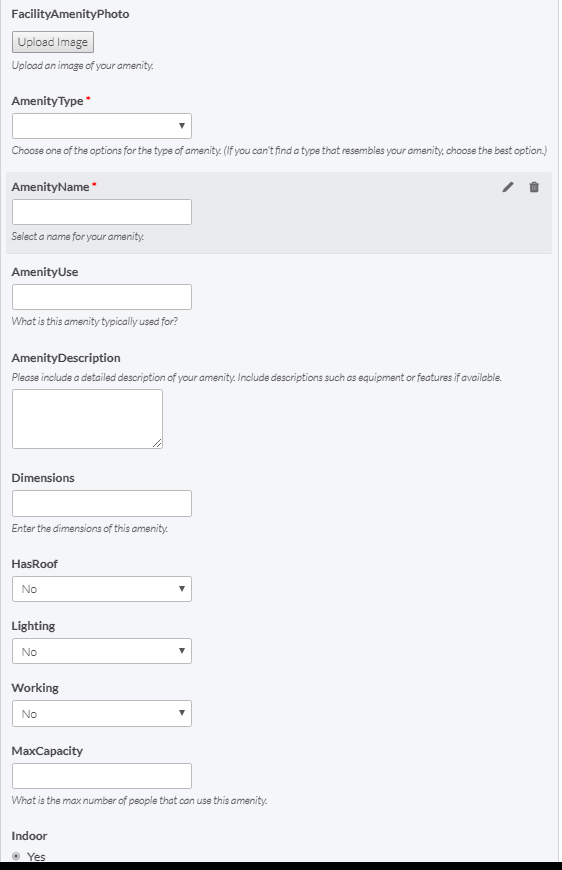 FacilityAmenityPhoto
Upload Image
Upload an image of your amenity.
AmenityType *
Choose one of the options for the type of amenity. (If you can't find a type that resembles your amenity, choose the best option.)
AmenityName *
Select a name for your amenity.
AmenityUse
What is this amenity typically used for?
AmenityDescription
Please include a detailed description of your amenity. Include descriptions such as equipment or features if available.
Dimensions
Enter the dimensions of this amenity.
HasRoof
No
Lighting
No
Working
No
MaxCapacity
What is the max number of people that can use this amenity.
Indoor
Yes